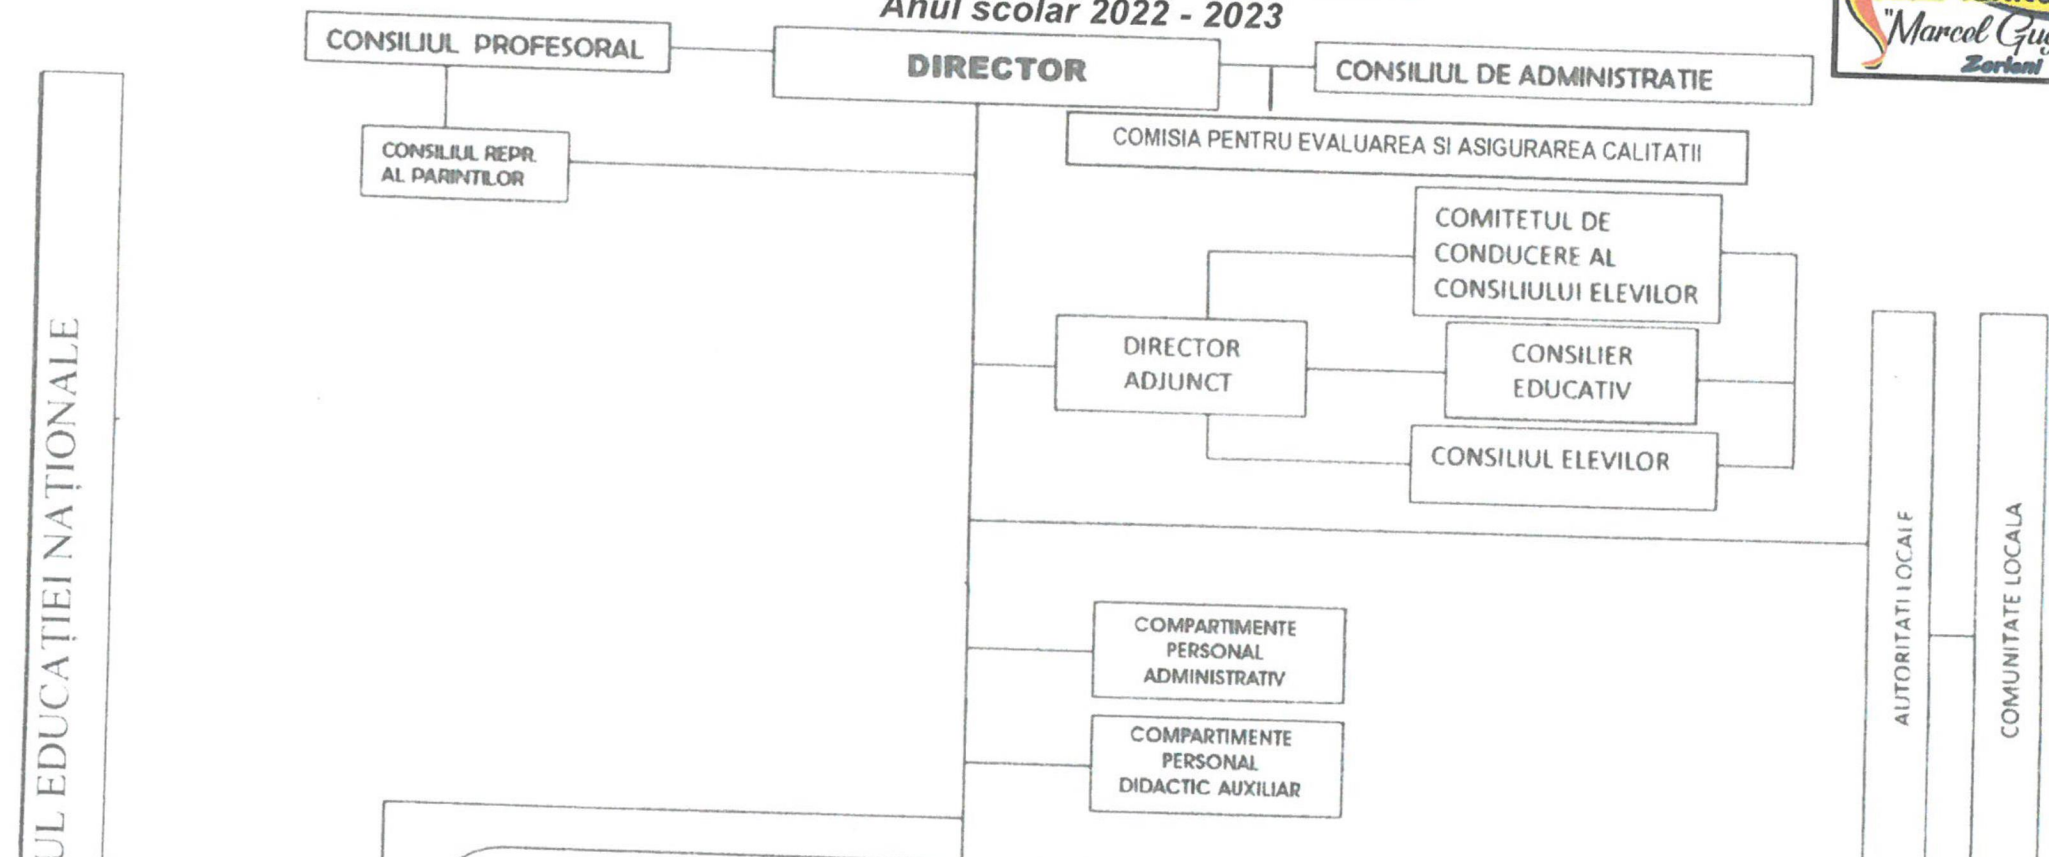 Anul scolar 2022 - 2023
"Marcel
Zorleni
CONSILIUL PROFESORAL
DIRECTOR
CONSILIUL DE ADMINISTRATIE
COMISIA PENTRU EVALUAREA SI ASIGURAREA CALITATII
CONSILIUL REPR.
AL PARINTILOR
COMITETUL DE
CONDUCERE AL
CONSILIULUI ELEVILOR
DIRECTOR
ADJUNCT
CONSILIER
EDUCATIV
CONSILIUL ELEVILOR
UL EDUCAȚIEI NAȚIONALE
AUTORITATI LOCALE
COMUNITATE LOCALA
COMPARTIMENTE
PERSONAL
ADMINISTRATIV
COMPARTIMENTE
PERSONAL
DIDACTIC AUXILIAR